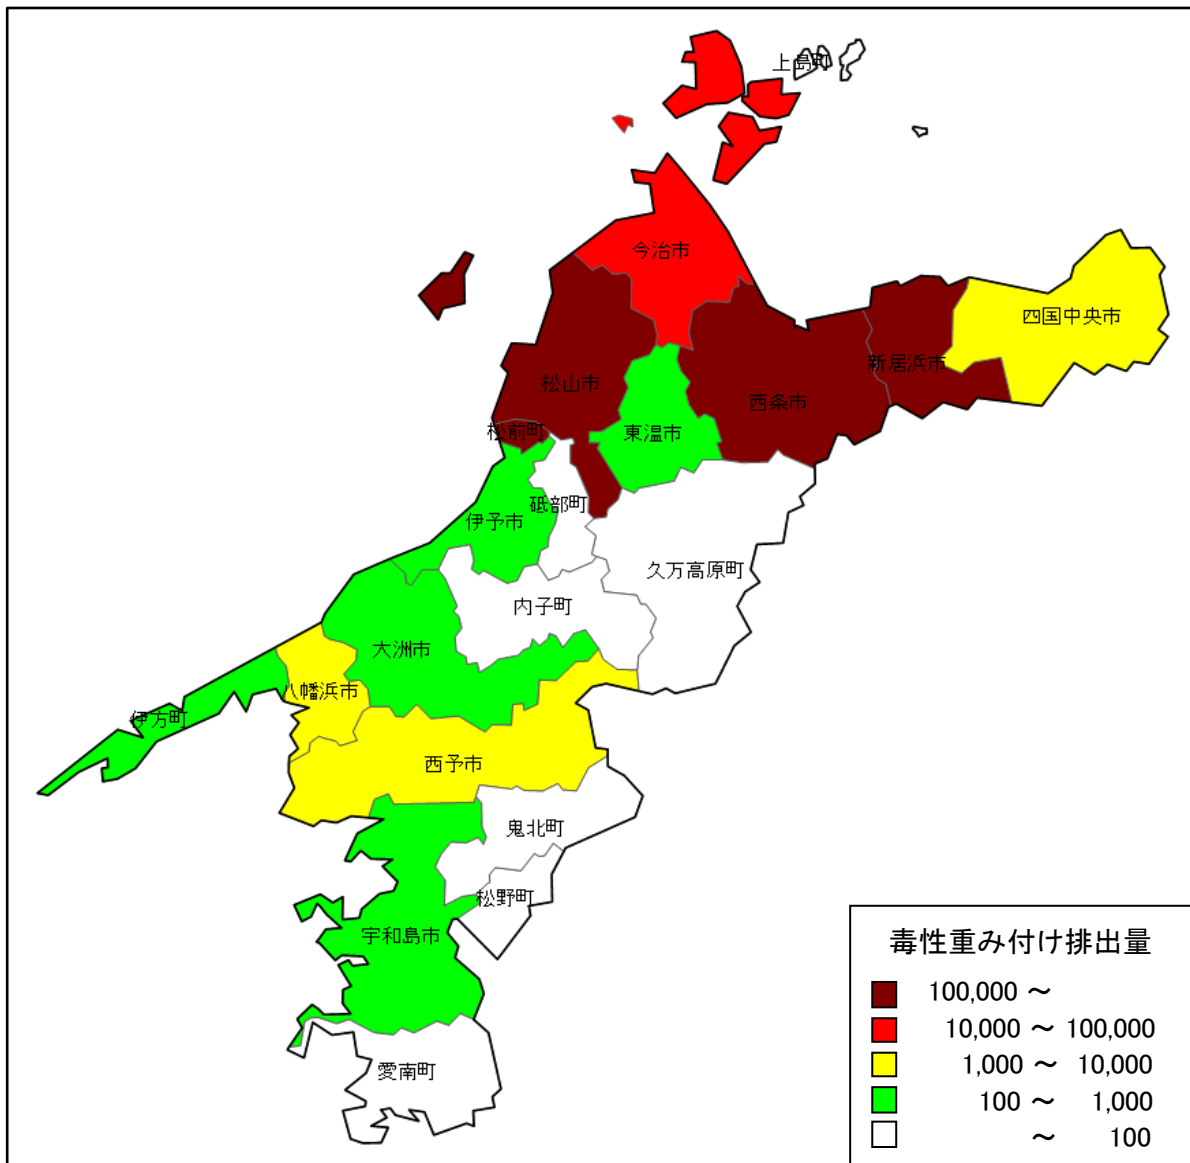 上島町
今治市
四国中央市
新居浜市
松山市
西条市
松前町
東温市
砥部町
伊予市
久万高原町
内子町
大洲市
八幡浜市
伊方町
西予市
鬼北町
松野町
宇和島市
愛南町
毒性重み付け排出量
100,000 ～
10,000 ～ 100,000
1,000 ～ 10,000
100 ～ 1,000
～ 100